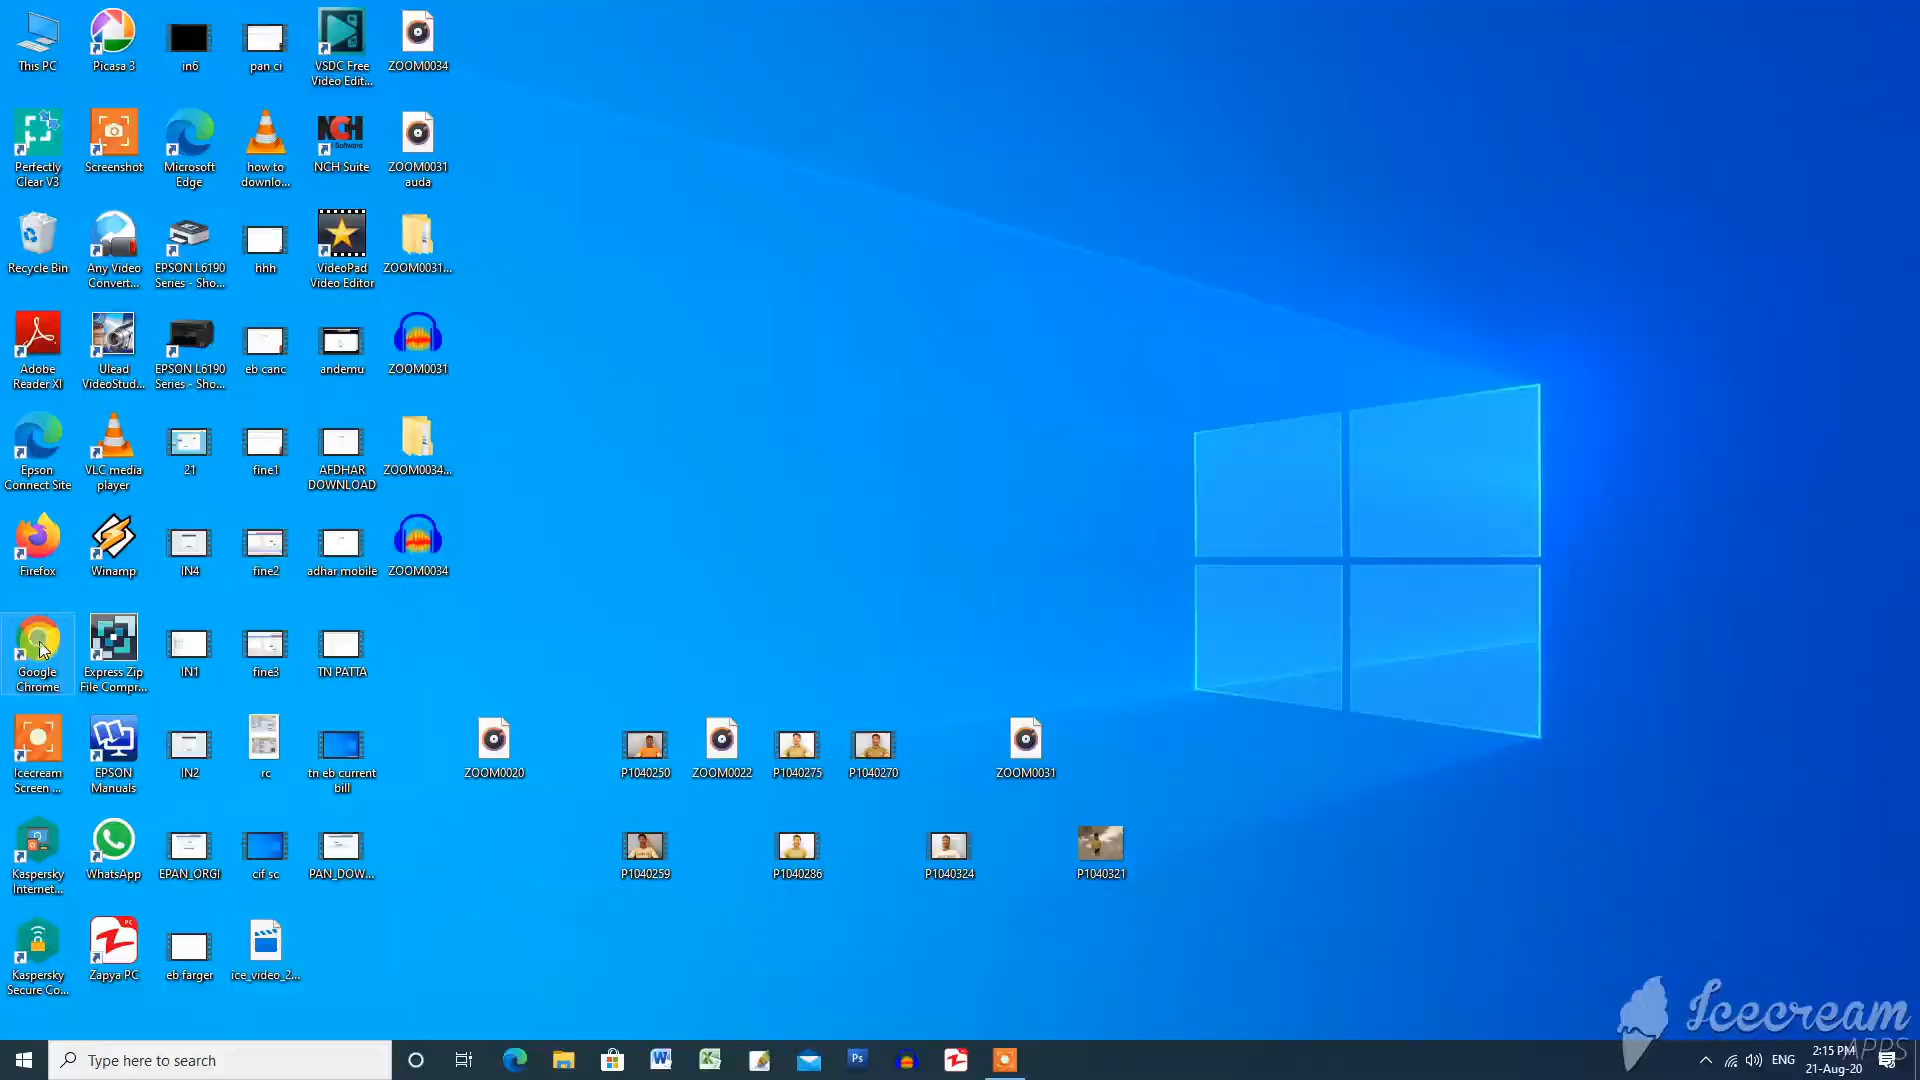 This PC
Picasa 3
in6
pan ci
VSDC Free
Video Edit...
ZOOM0034
Perfectly
Clear V3
Screenshot
Microsoft
Edge
how to
downlo...
NCH Suite
ZOOM0031
auda
Recycle Bin
Any Video
Convert...
EPSON L6190
Series - Sho...
hhh
VideoPad
Video Editor
ZOOM0031...
Adobe
Reader XI
Ulead
VideoStud...
EPSON L6190
Series - Sho...
eb canc
andemu
ZOOM0031
Epson
Connect Site
VLC media
player
21
fine1
AFDHAR
DOWNLOAD
ZOOM0034...
Firefox
Winamp
IN4
fine2
adhar mobile
ZOOM0034
Google
Chrome
Express Zip
File Compr...
IN1
fine3
TN PATTA
Icecream
Screen ...
EPSON
Manuals
IN2
rc
tn eb current
bill
ZOOM0020
P1040250
ZOOM0022
P1040275
P1040270
ZOOM0031
Kaspersky
Internet...
WhatsApp
EPAN_ORGI
cif sc
PAN_DOW...
P1040259
P1040286
P1040324
P1040321
Kaspersky
Secure Co...
Zapya PC
eb farger
ice_video_2...
Icecream
APPS
Type here to search
ENG
2:15 PM
21-Aug-20